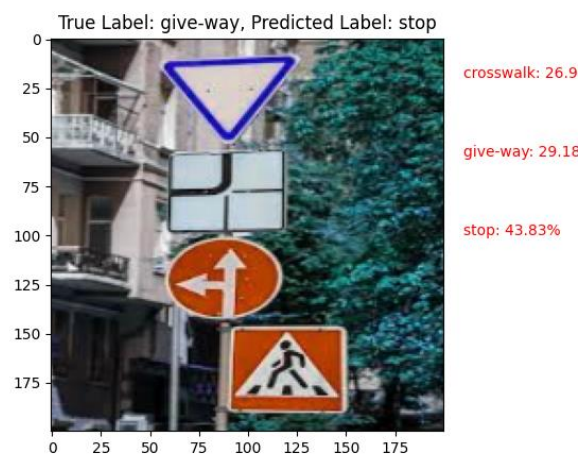 True Label: give-way, Predicted Label: stop
0
25
50
75
100
125
150
175
0 25 50 75 100 125 150 175
crosswalk: 26.9
give-way: 29.18
stop: 43.83%